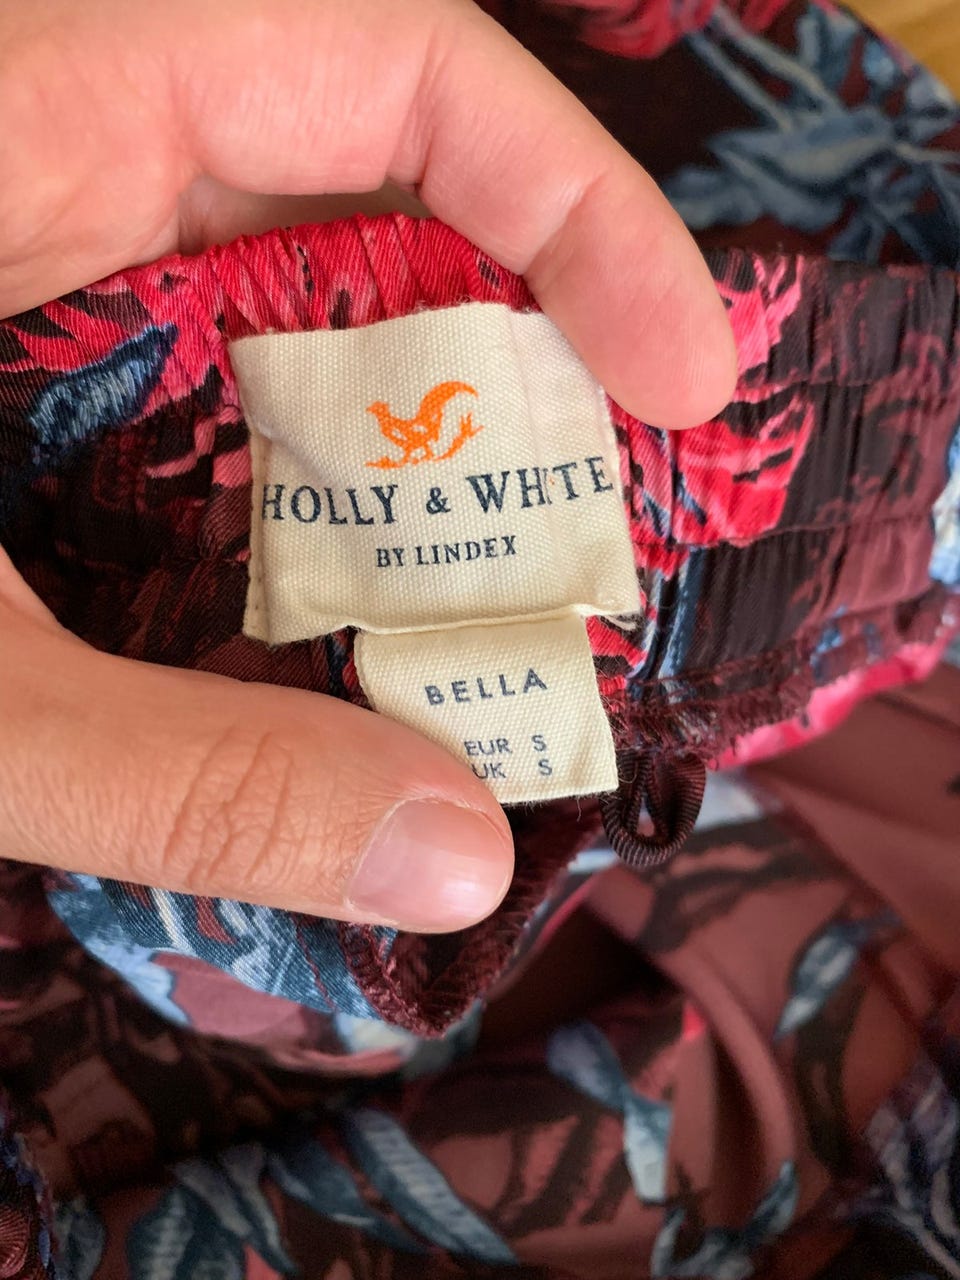 HOLLY & WHITE
BY LINDEX
BELLA
EUR S
UK S